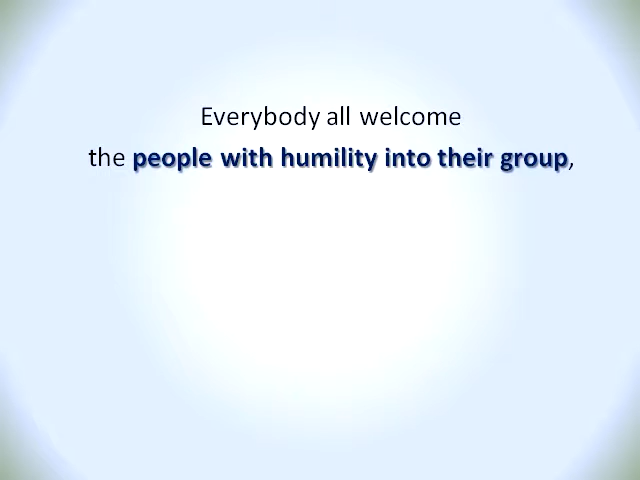 Everybody all welcome
the people with humility into their group,